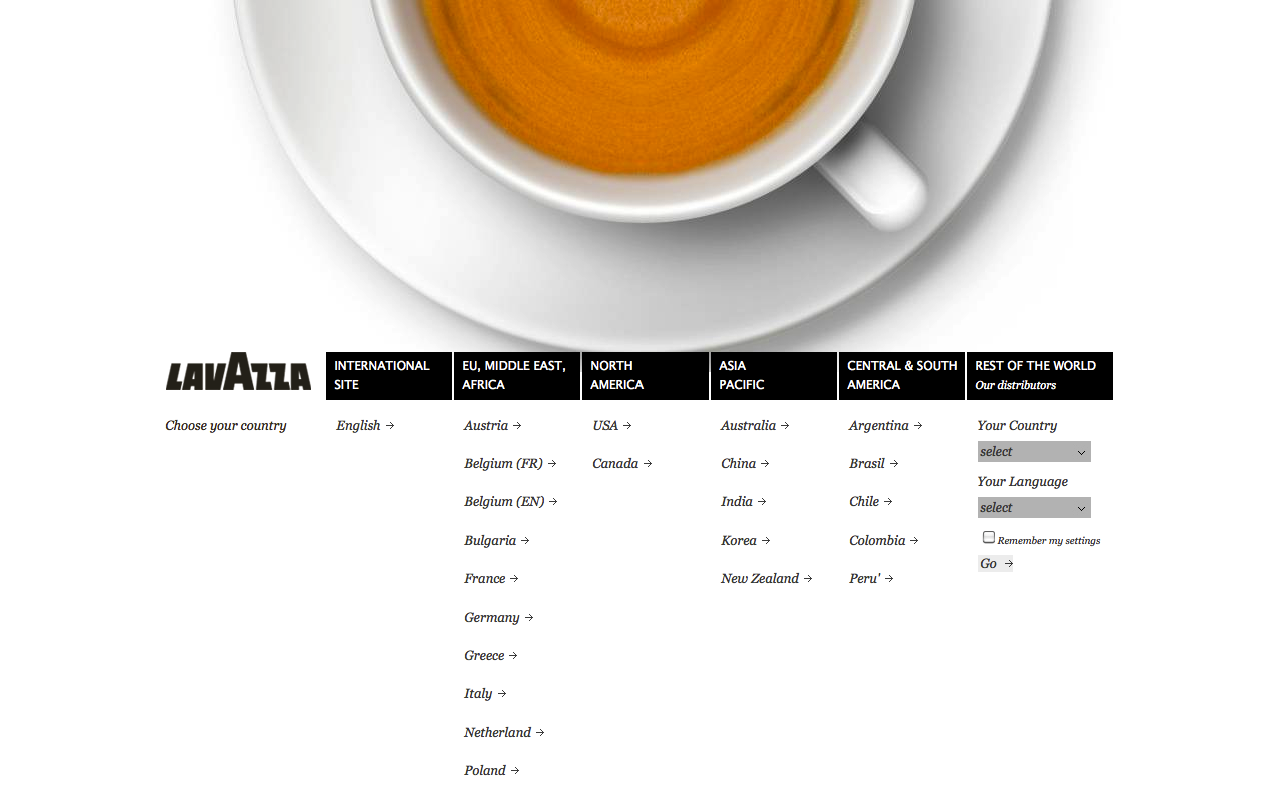 LAVAZZA
Choose your country
INTERNATIONAL
SITE
English →
EU, MIDDLE EAST,
AFRICA
Austria →
Belgium (FR) →
Belgium (EN) →
Bulgaria →
France →
Germany →
Greece →
Italy →
Netherland →
Poland →
NORTH
AMERICA
USA →
Canada →
ASIA
PACIFIC
Australia →
China →
India →
Korea →
New Zealand →
CENTRAL & SOUTH
AMERICA
Argentina →
Brasil →
Chile →
Colombia →
Peru' →
REST OF THE WORLD
Our distributors
Your Country
select
Your Language
select
Remember my settings
Go →